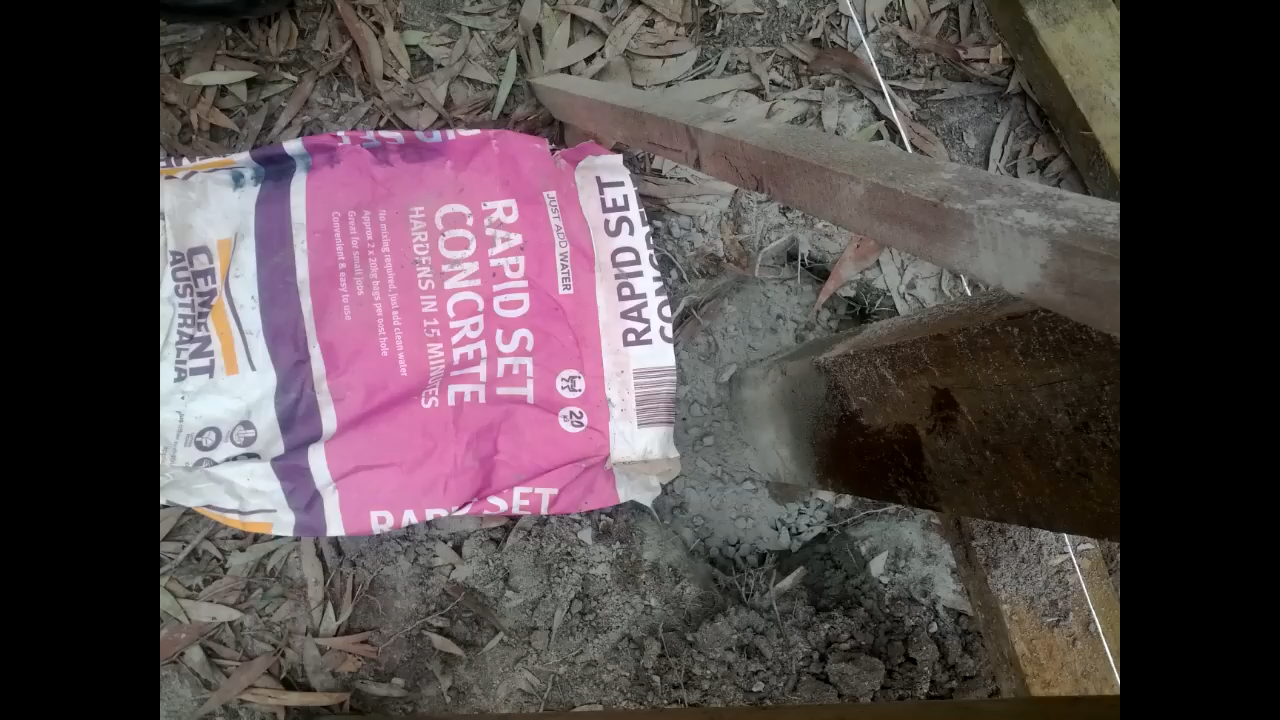 RAPID SET
JUST ADD WATER
RAPID SET
CONCRETE
HARDENS IN 15 MINUTES
No mixing required, just add clean water
Approx 2 x 20kg bags per post hole
Great for small jobs
Convenient & easy to use
20
kg
CEMENT
AUSTRALIA
RAPID SET